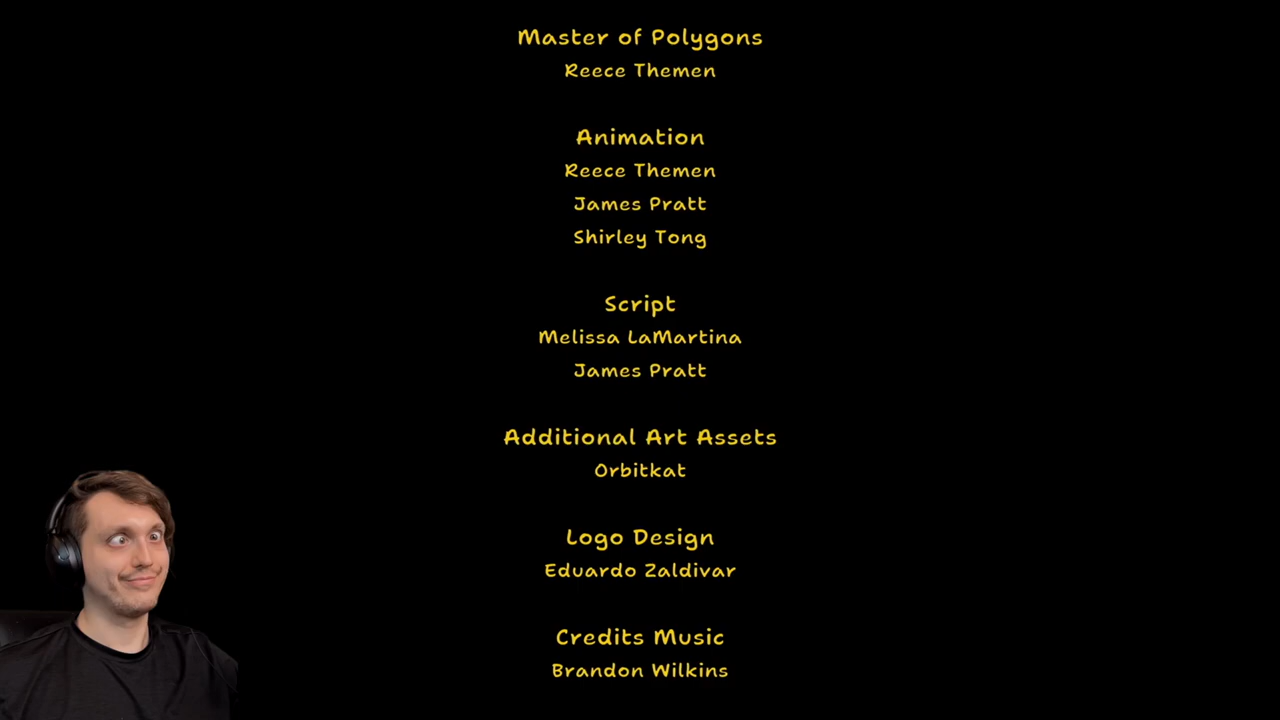 Master of Polygons
Reece Themen
Animation
Reece Themen
James Pratt
Shirley Tong
Script
Melissa LaMartina
James Pratt
Additional Art Assets
Orbitkat
Logo Design
Eduardo Zaldivar
Credits Music
Brandon Wilkins